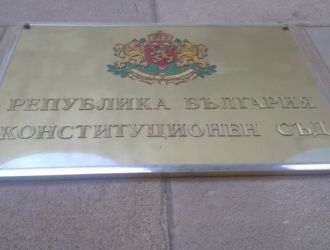 РЕПУБЛИКА БЪЛГАРИЯ
КОНСТИТУЦИОНЕН СЪД